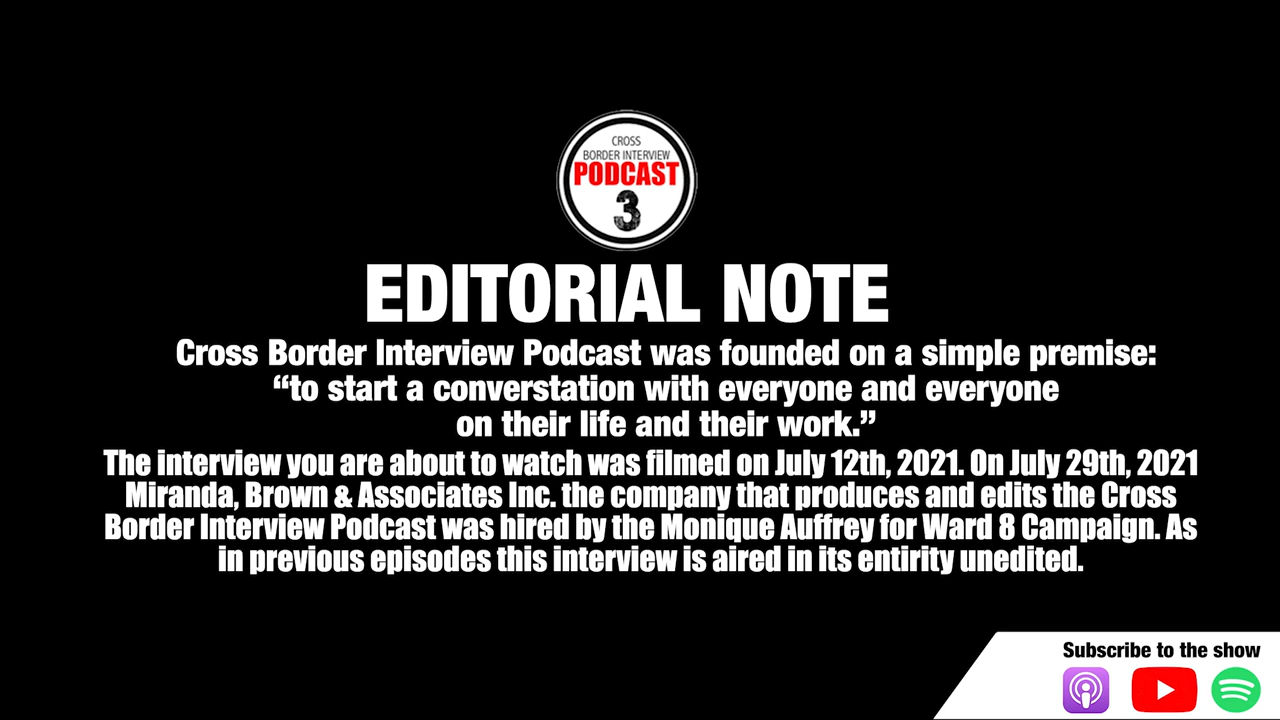 CROSS
BORDER INTERVIEW
PODCAST
3
EDITORIAL NOTE
Cross Border Interview Podcast was founded on a simple premise:
“to start a converstation with everyone and everyone
on their life and their work.”
The interview you are about to watch was filmed on July 12th, 2021. On July 29th, 2021
Miranda, Brown & Associates Inc. the company that produces and edits the Cross
Border Interview Podcast was hired by the Monique Auffrey for Ward 8 Campaign. As
in previous episodes this interview is aired in its entirity unedited.
Subscribe to the show